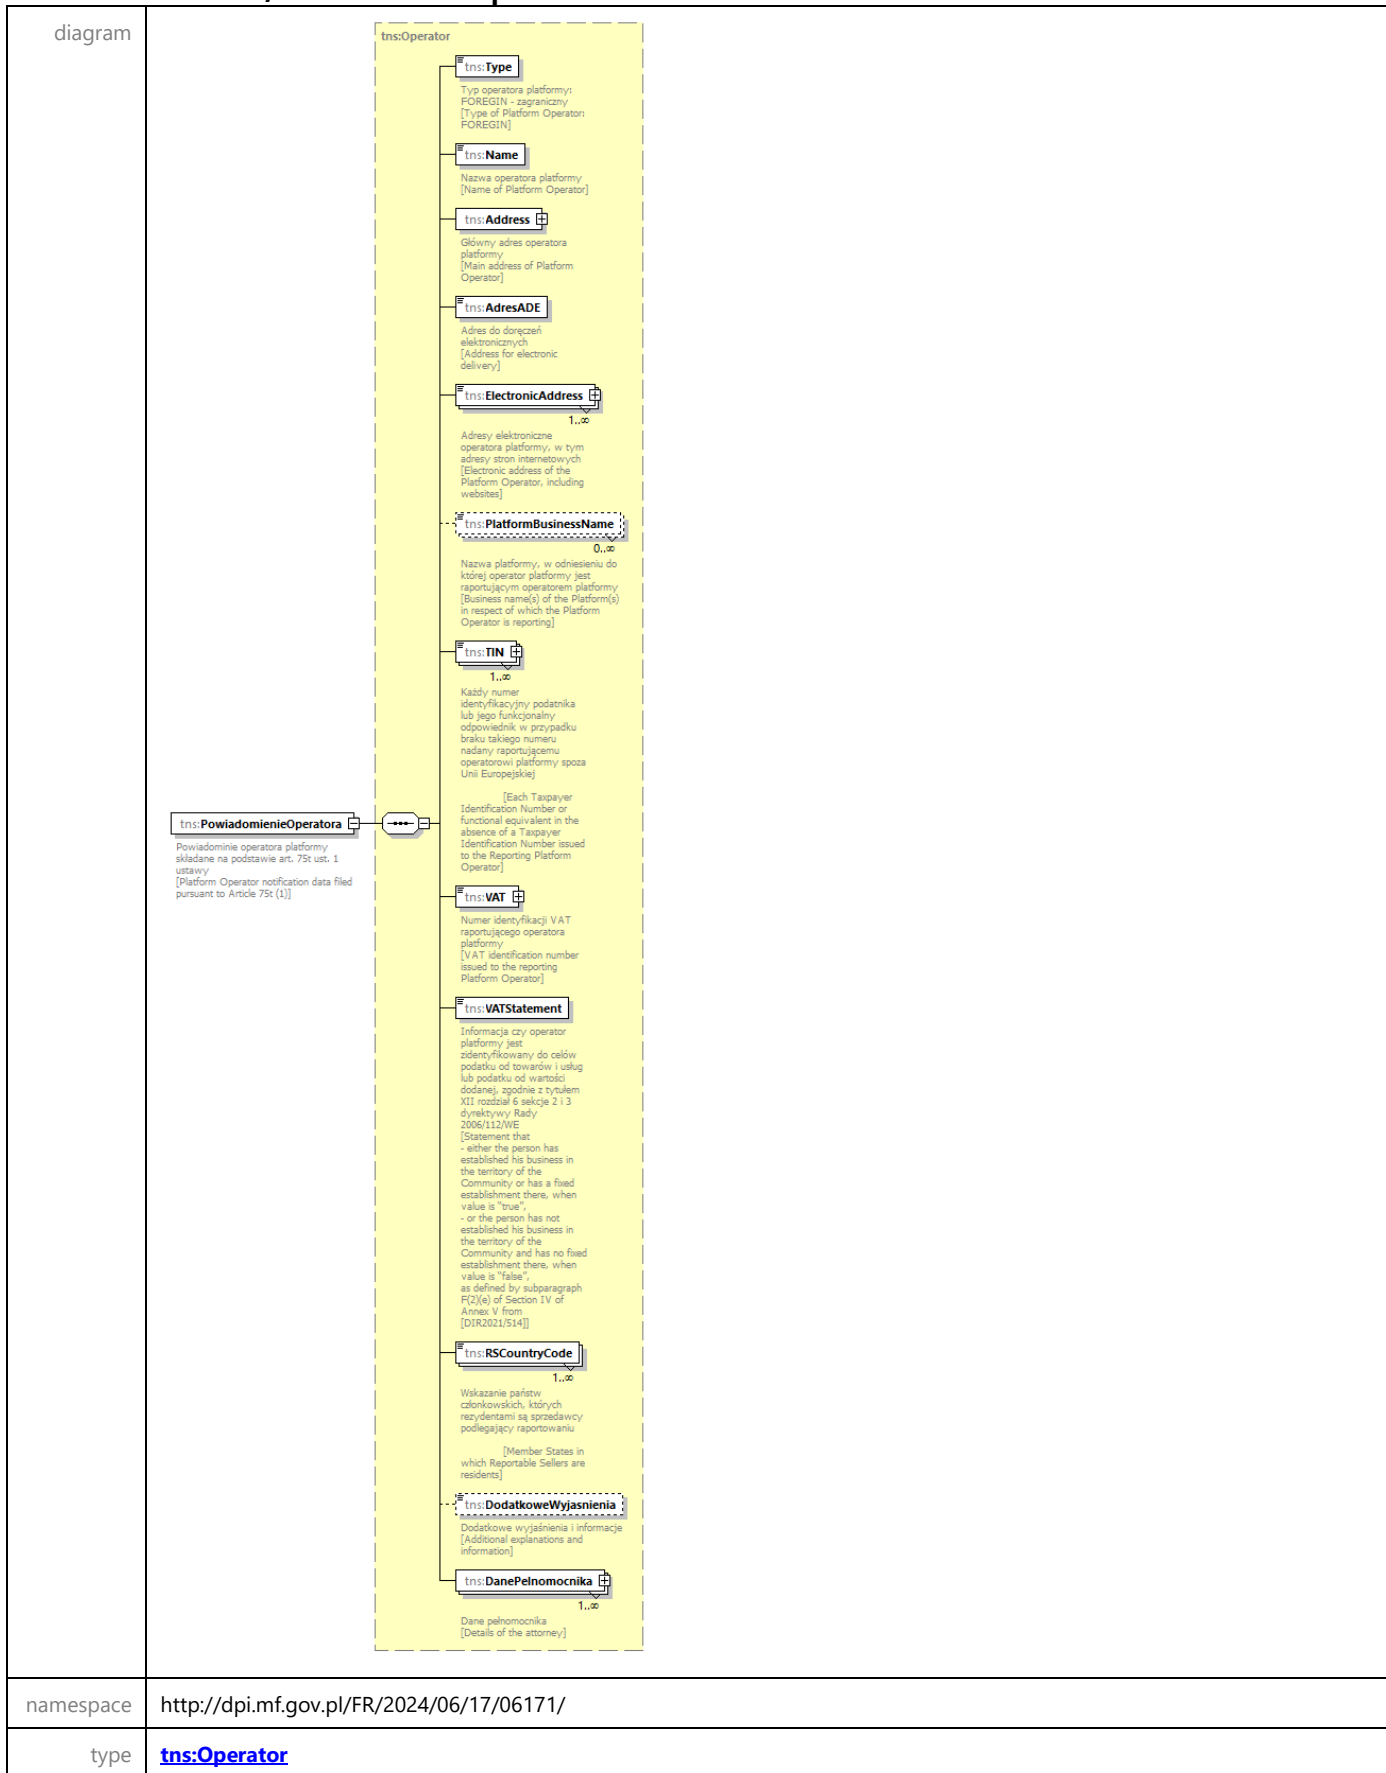 diagram
tns:Operator
tns:Type
Typ operatora platformy:
FOREGIN - zagraniczny
[Type of Platform Operator:
FOREGIN]
tns:Name
Nazwa operatora platformy
[Name of Platform Operator]
tns:Address
Główny adres operatora
platformy
[Main address of Platform
Operator]
tns:AdresADE
Adres do doręczeń
elektronicznych
[Address for electronic
delivery]
tns:ElectronicAddress
1..∞
Adresy elektroniczne
operatora platformy, w tym
adresy stron internetowych
[Electronic address of the
Platform Operator, including
websites]
tns:PlatformBusinessName
0..∞
Nazwa platformy, w odniesieniu do
której operator platformy jest
raportującym operatorem platformy
[Business name(s) of the Platform(s)
in respect of which the Platform
Operator is reporting]
tns:TIN
1..∞
Każdy numer
identyfikacyjny podatnika
lub jego funkcjonalny
odpowiednik w przypadku
braku takiego numeru
nadany raportującemu
operatorowi platformy spoza
Unii Europejskiej
[Each Taxpayer
Identification Number or
functional equivalent in the
absence of a Taxpayer
Identification Number issued
to the Reporting Platform
Operator]
tns:PowiadomienieOperatora
Powiadominie operatora platformy
składane na podstawie art. 75t ust. 1
ustawy
[Platform Operator notification data filed
pursuant to Article 75t (1)]
tns:VAT
Numer identyfikacji VAT
raportującego operatora
platformy
[VAT identification number
issued to the reporting
Platform Operator]
tns:VATStatement
Informacja czy operator
platformy jest
zidentyfikowany do celów
podatku od towarów i usług
lub podatku od wartości
dodanej, zgodnie z tytułem
XII rozdział 6 sekcje 2 i 3
dyrektywy Rady
2006/112/WE
[Statement that
- either the person has
established his business in
the territory of the
Community or has a fixed
establishment there, when
value is "true",
- or the person has not
established his business in
the territory of the
Community and has no fixed
establishment there, when
value is "false",
as defined by subparagraph
F(2)(e) of Section IV of
Annex V from
[DIR2021/514]]
tns:RSCountryCode
1..∞
Wskazanie państw
członkowskich, których
rezydentami są sprzedawcy
podlegający raportowaniu
[Member States in
which Reportable Sellers are
residents]
tns:DodatkoweWyjasnienia
Dodatkowe wyjaśnienia i informacje
[Additional explanations and
information]
tns:DanePelnomocnika
1..∞
Dane pełnomocnika
[Details of the attorney]
namespace
http://dpi.mf.gov.pl/FR/2024/06/17/06171/
type
tns:Operator